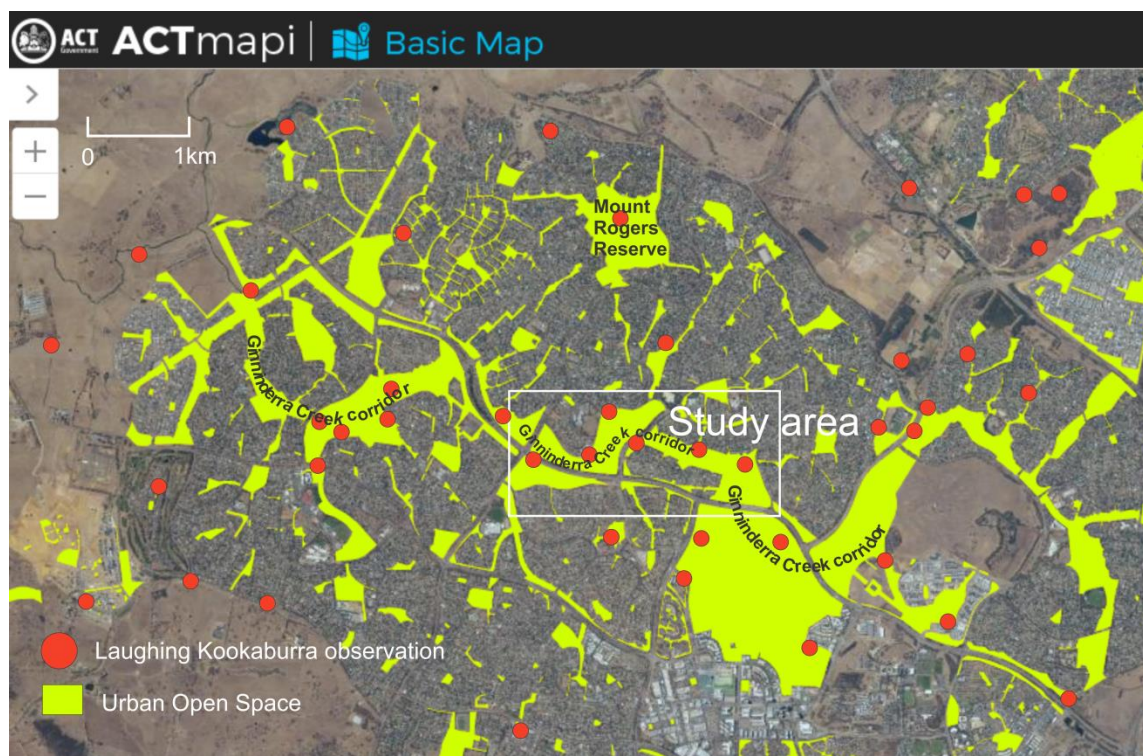 ACT Government ACTmapi | Basic Map
>
+
−
0 1km
Mount
Rogers
Reserve
Ginninderra Creek corridor
Study area
Ginninderra Creek corridor
Ginninderra Creek corridor
Laughing Kookaburra observation
Urban Open Space